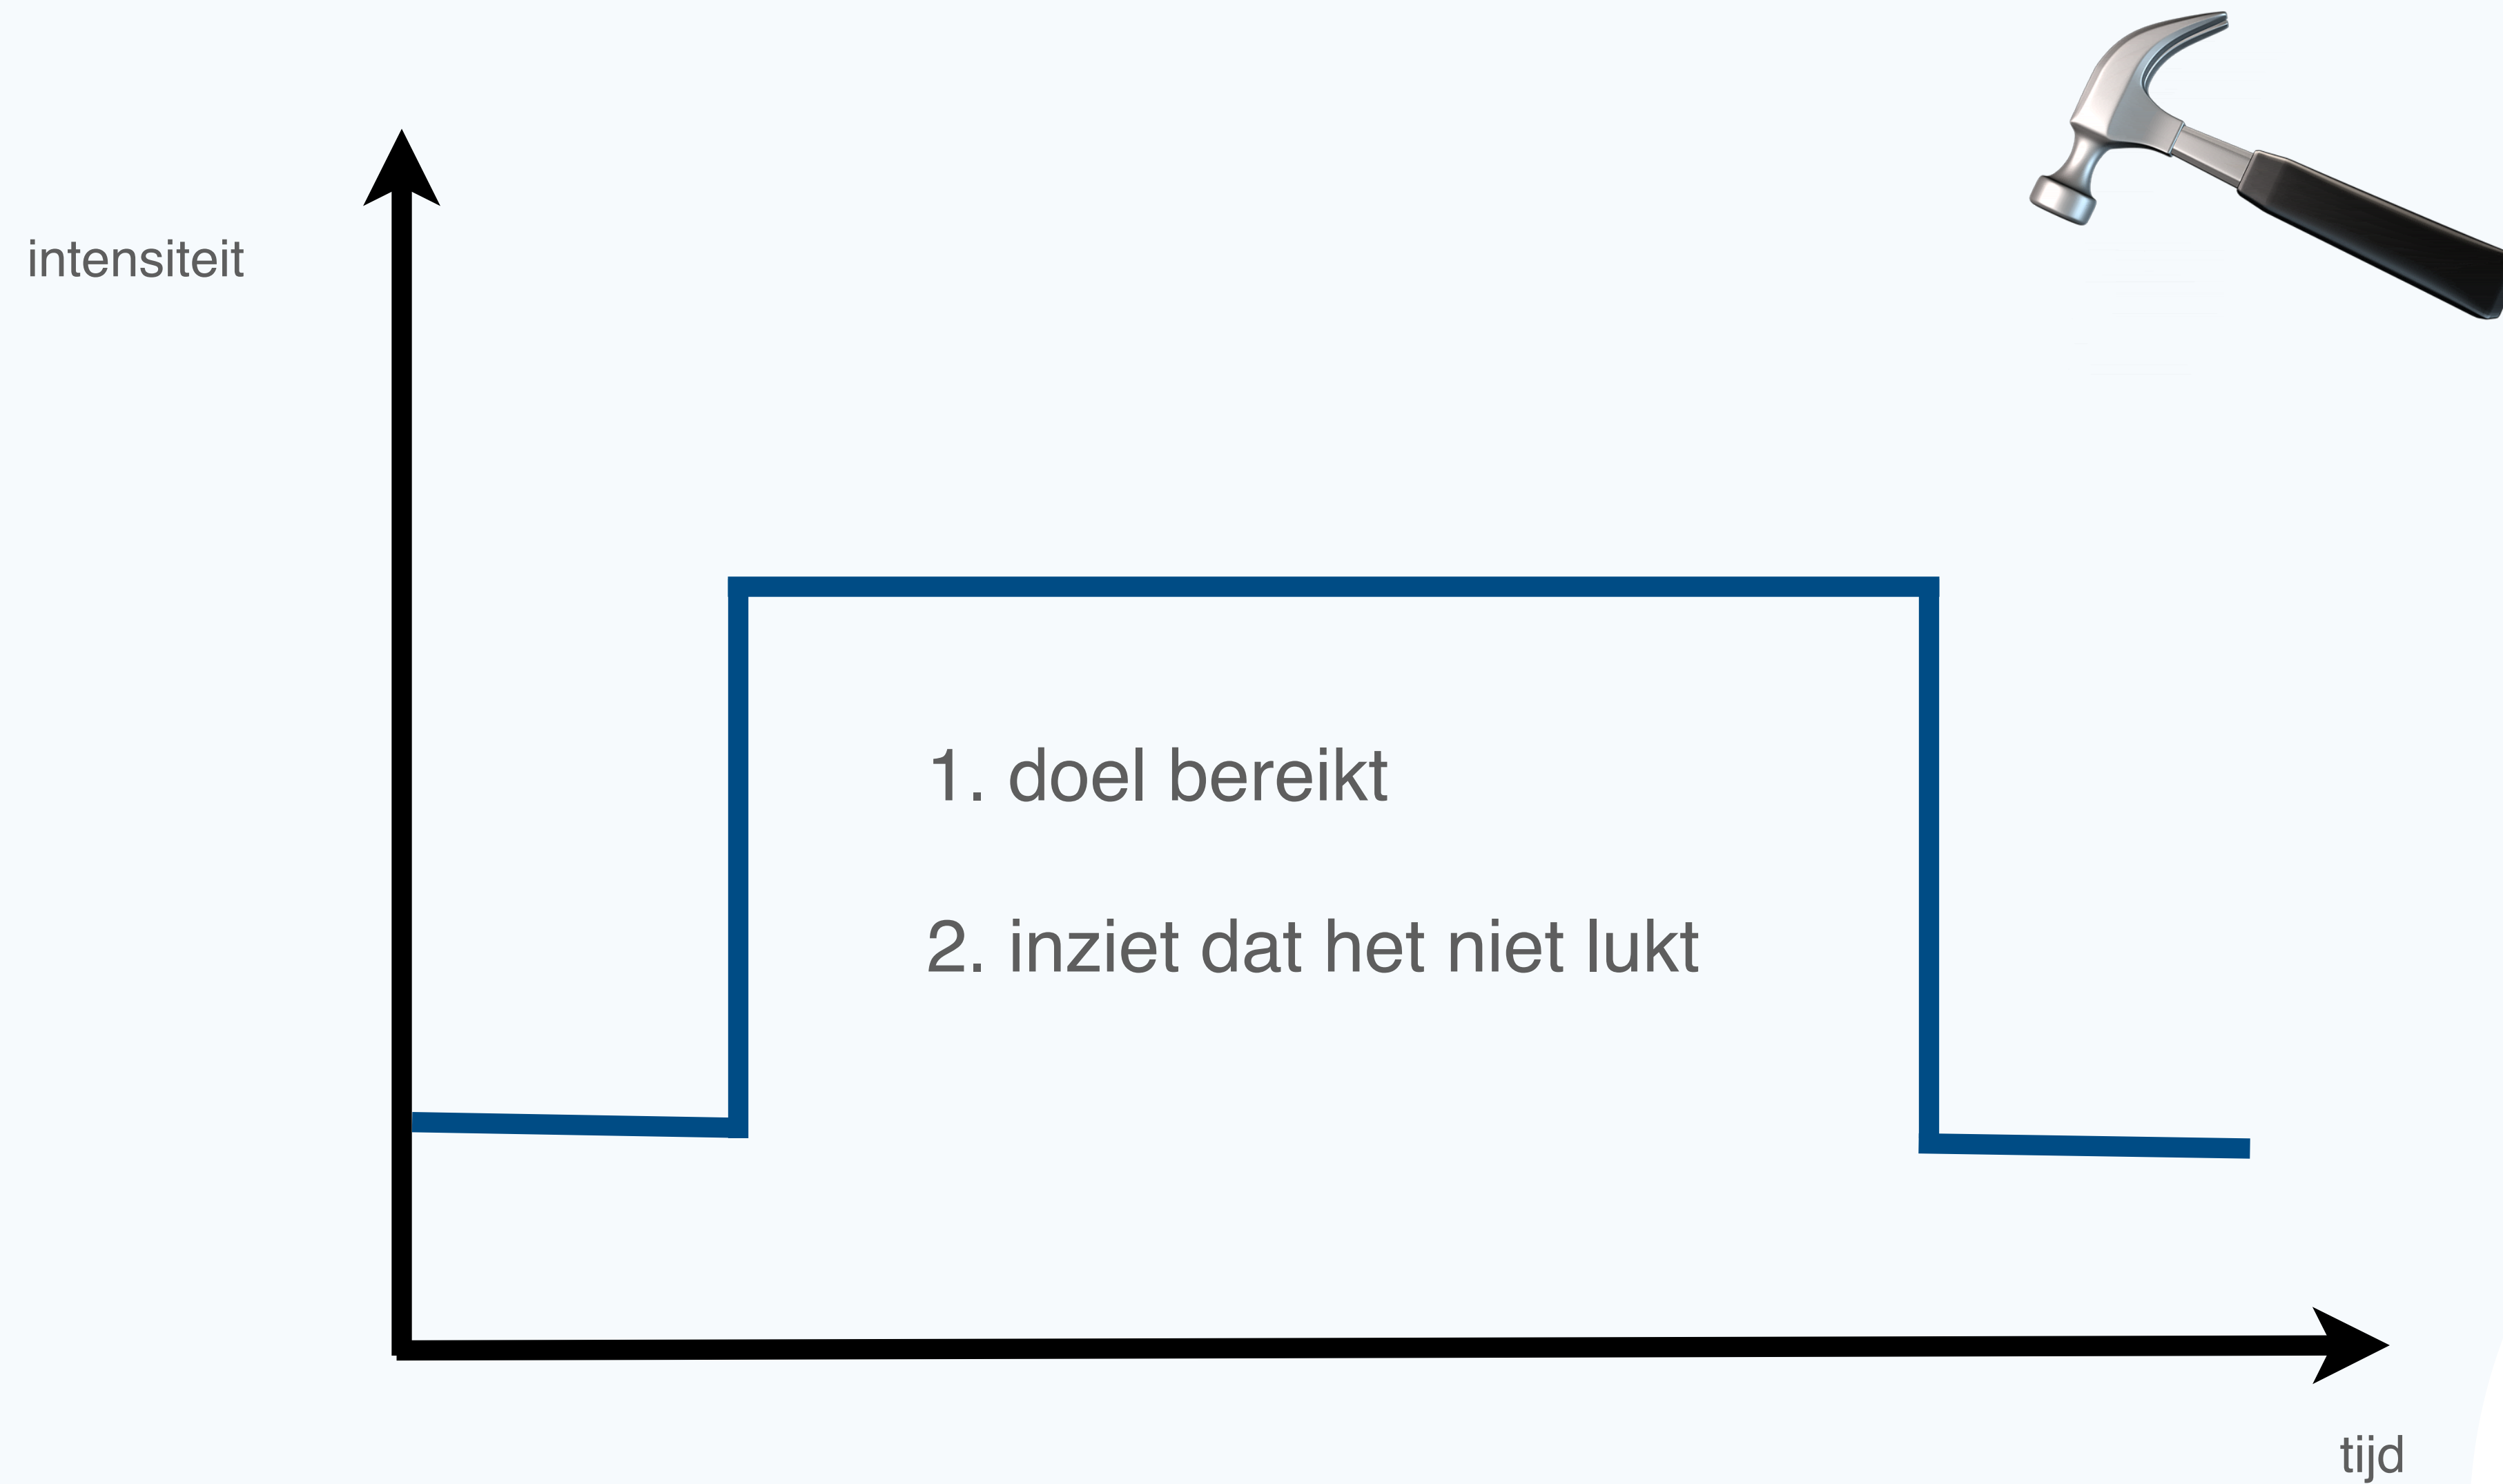 intensiteit
1. doel bereikt
2. inziet dat het niet lukt
tijd